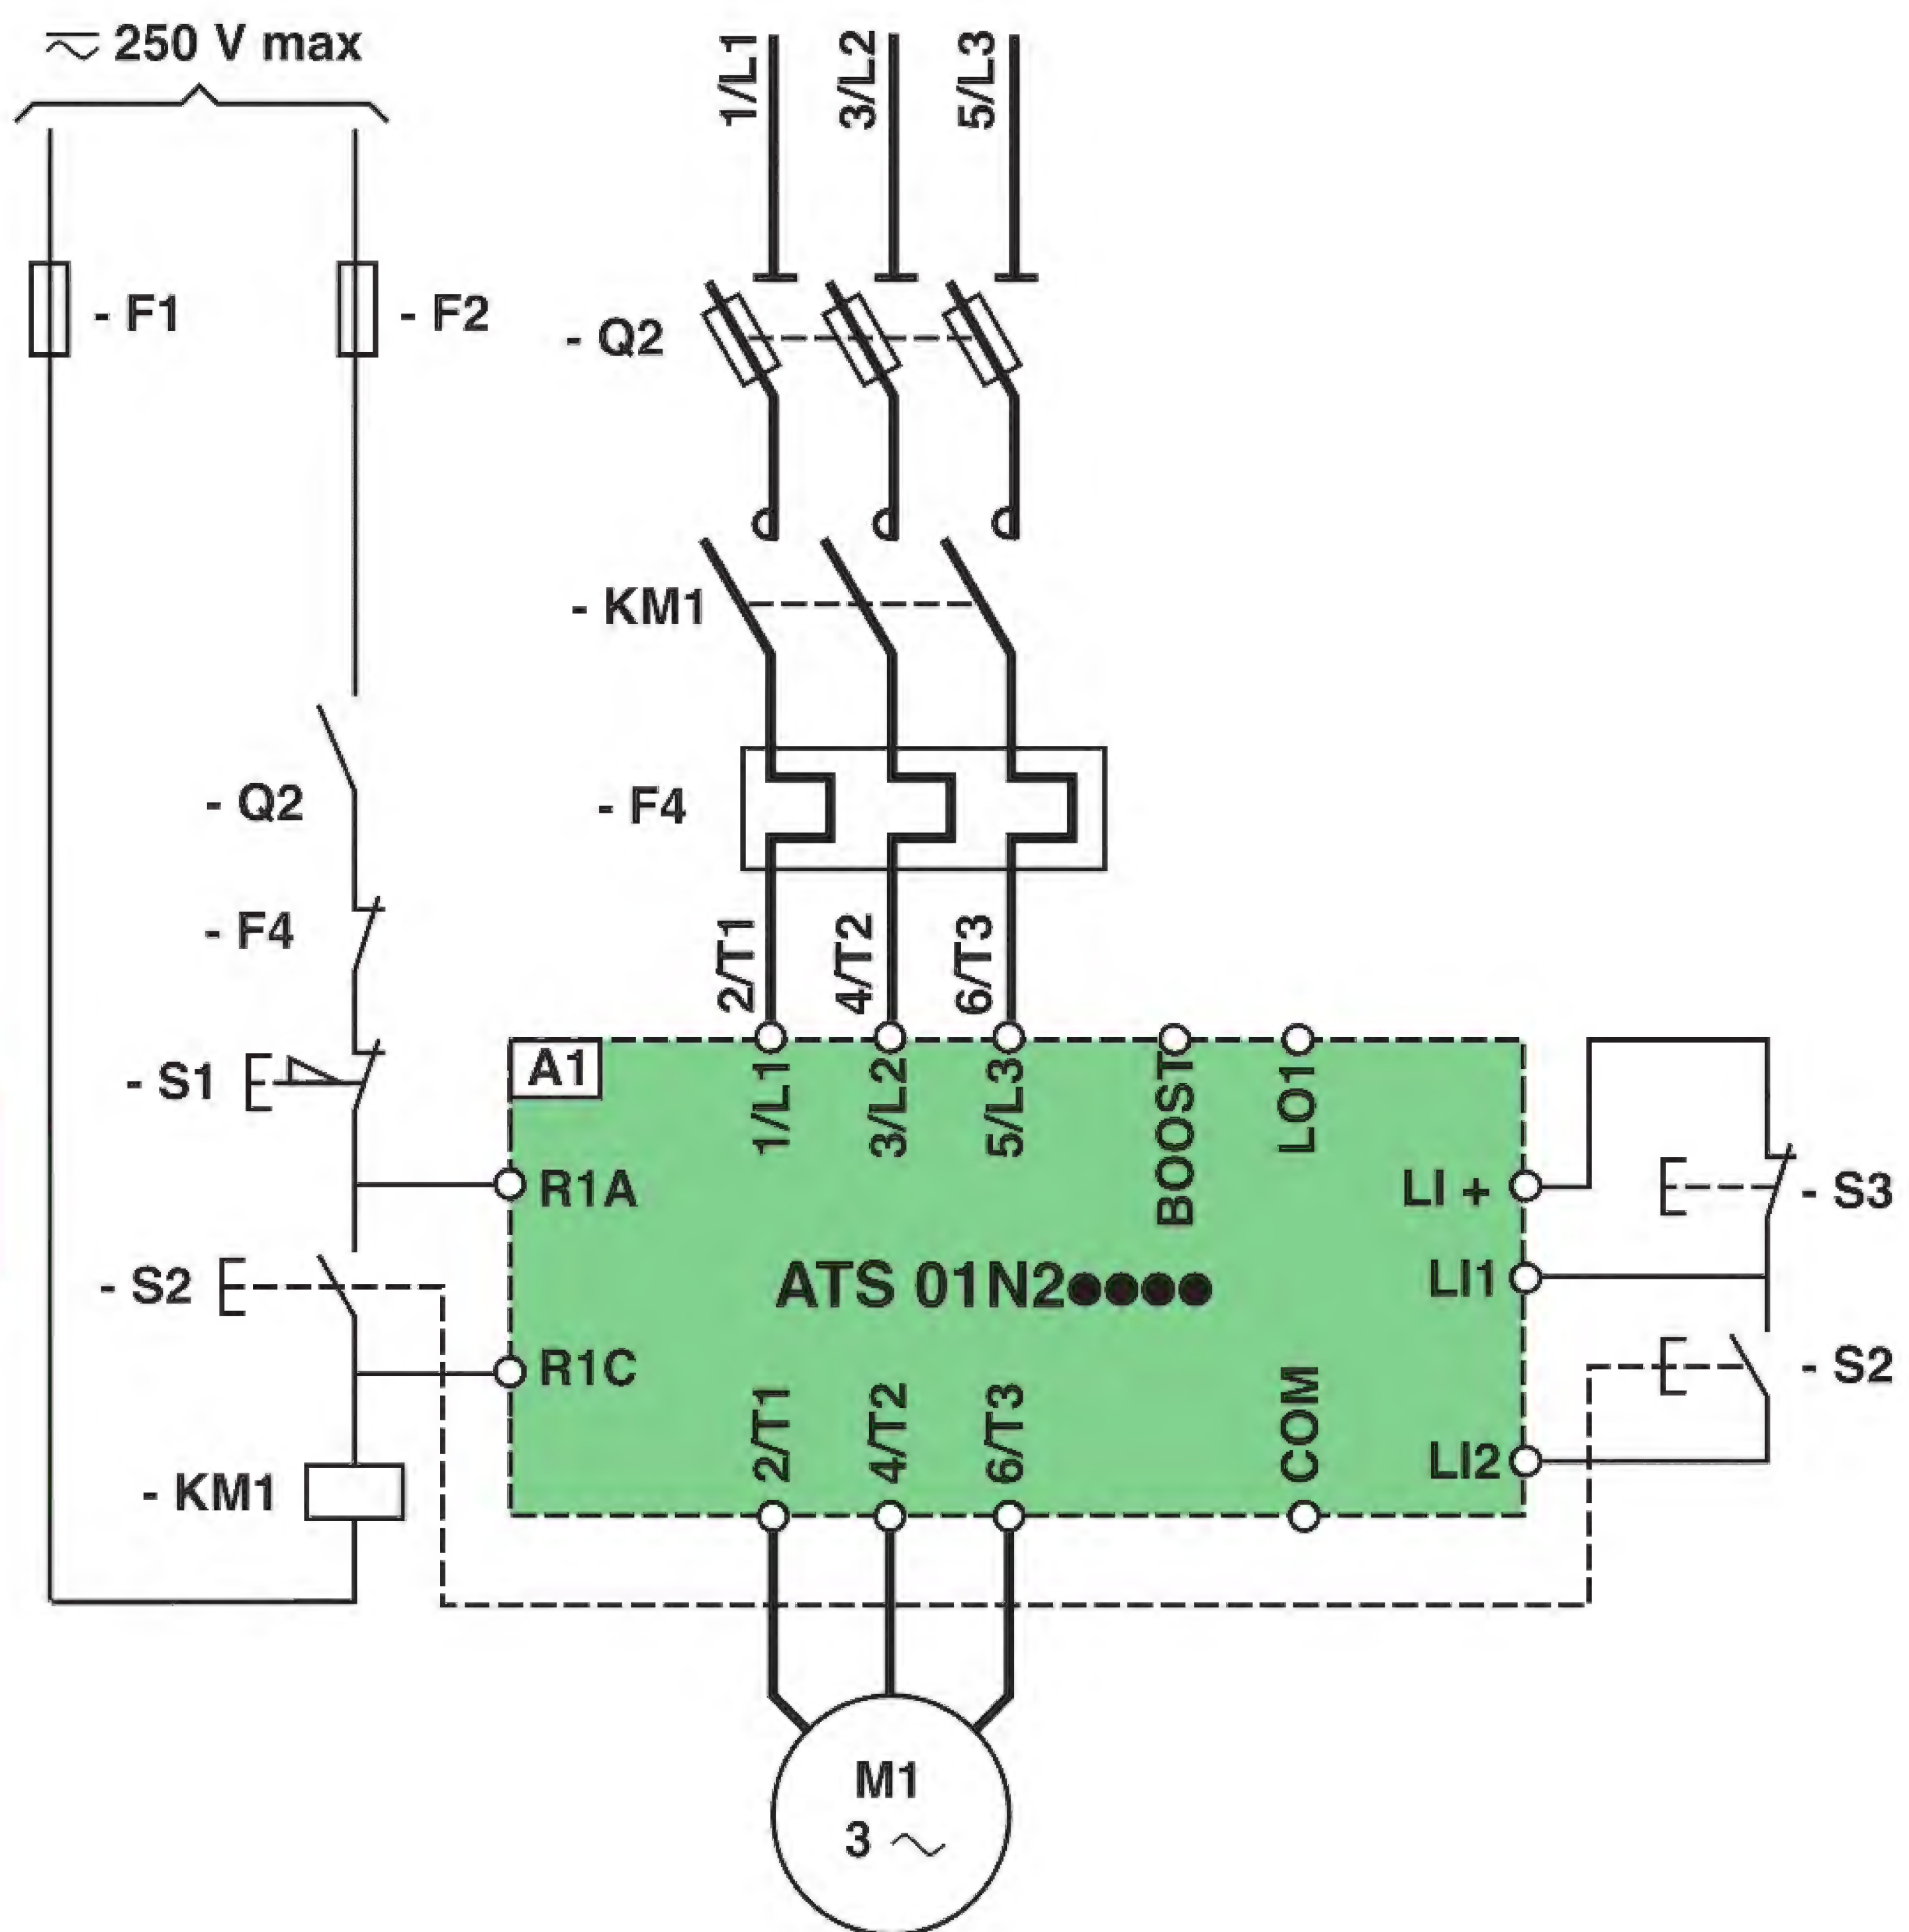 ≂ 250 V max
1/L1
3/L2
5/L3
- F1
- F2
- Q2
- KM1
- Q2
- F4
- F4
2/T1
4/T2
6/T3
- S1
A1
1/L1
3/L2
5/L3
BOOST
LO1
R1A
LI +
- S3
- S2
ATS 01N2●●●●
LI1
R1C
LI2
- S2
2/T1
4/T2
6/T3
COM
- KM1
M1
3 ~